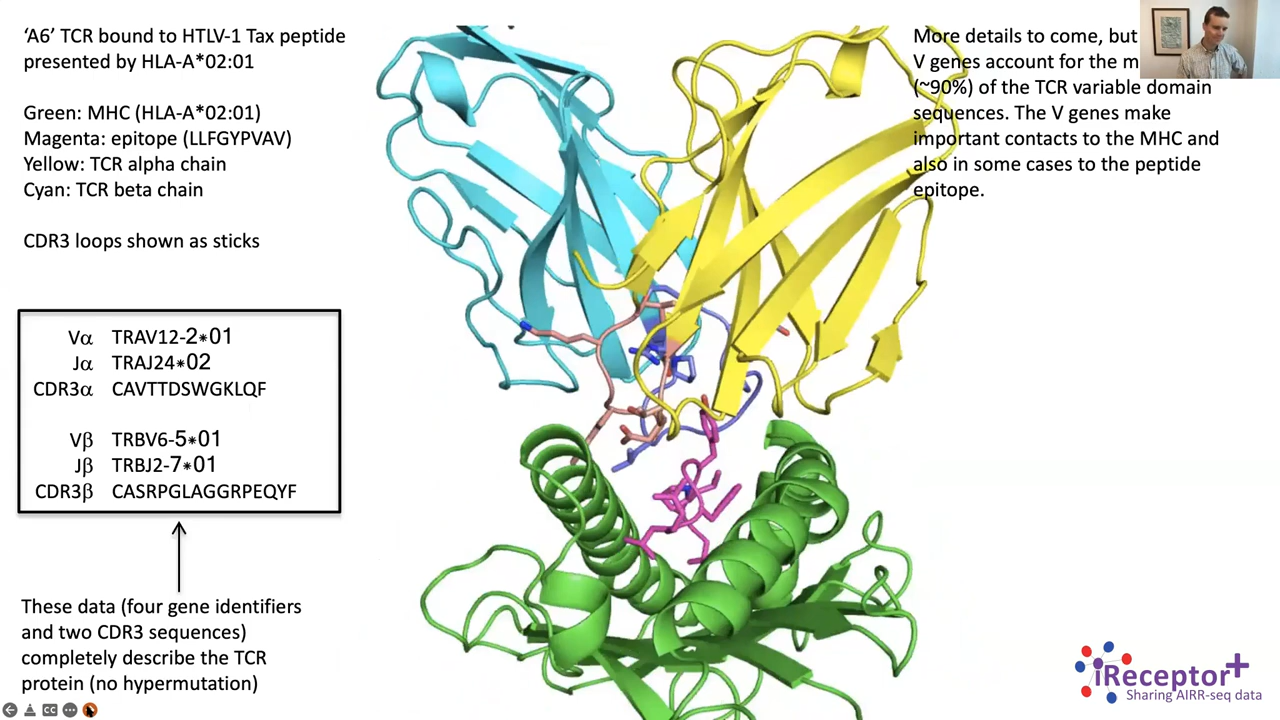 ‘A6’ TCR bound to HTLV-1 Tax peptide
presented by HLA-A*02:01
Green: MHC (HLA-A*02:01)
Magenta: epitope (LLFGYPVAV)
Yellow: TCR alpha chain
Cyan: TCR beta chain
CDR3 loops shown as sticks
Vα TRAV12-2*01
Jα TRAJ24*02
CDR3α CAVTTDSWGKLQF
Vβ TRBV6-5*01
Jβ TRBJ2-7*01
CDR3β CASRPGLAGGRPEQYF
These data (four gene identifiers
and two CDR3 sequences)
completely describe the TCR
protein (no hypermutation)
More details to come, but
V genes account for the
(~90%) of the TCR variable domain
sequences. The V genes make
important contacts to the MHC and
also in some cases to the peptide
epitope.
iReceptor+
Sharing AIRR-seq data
CC